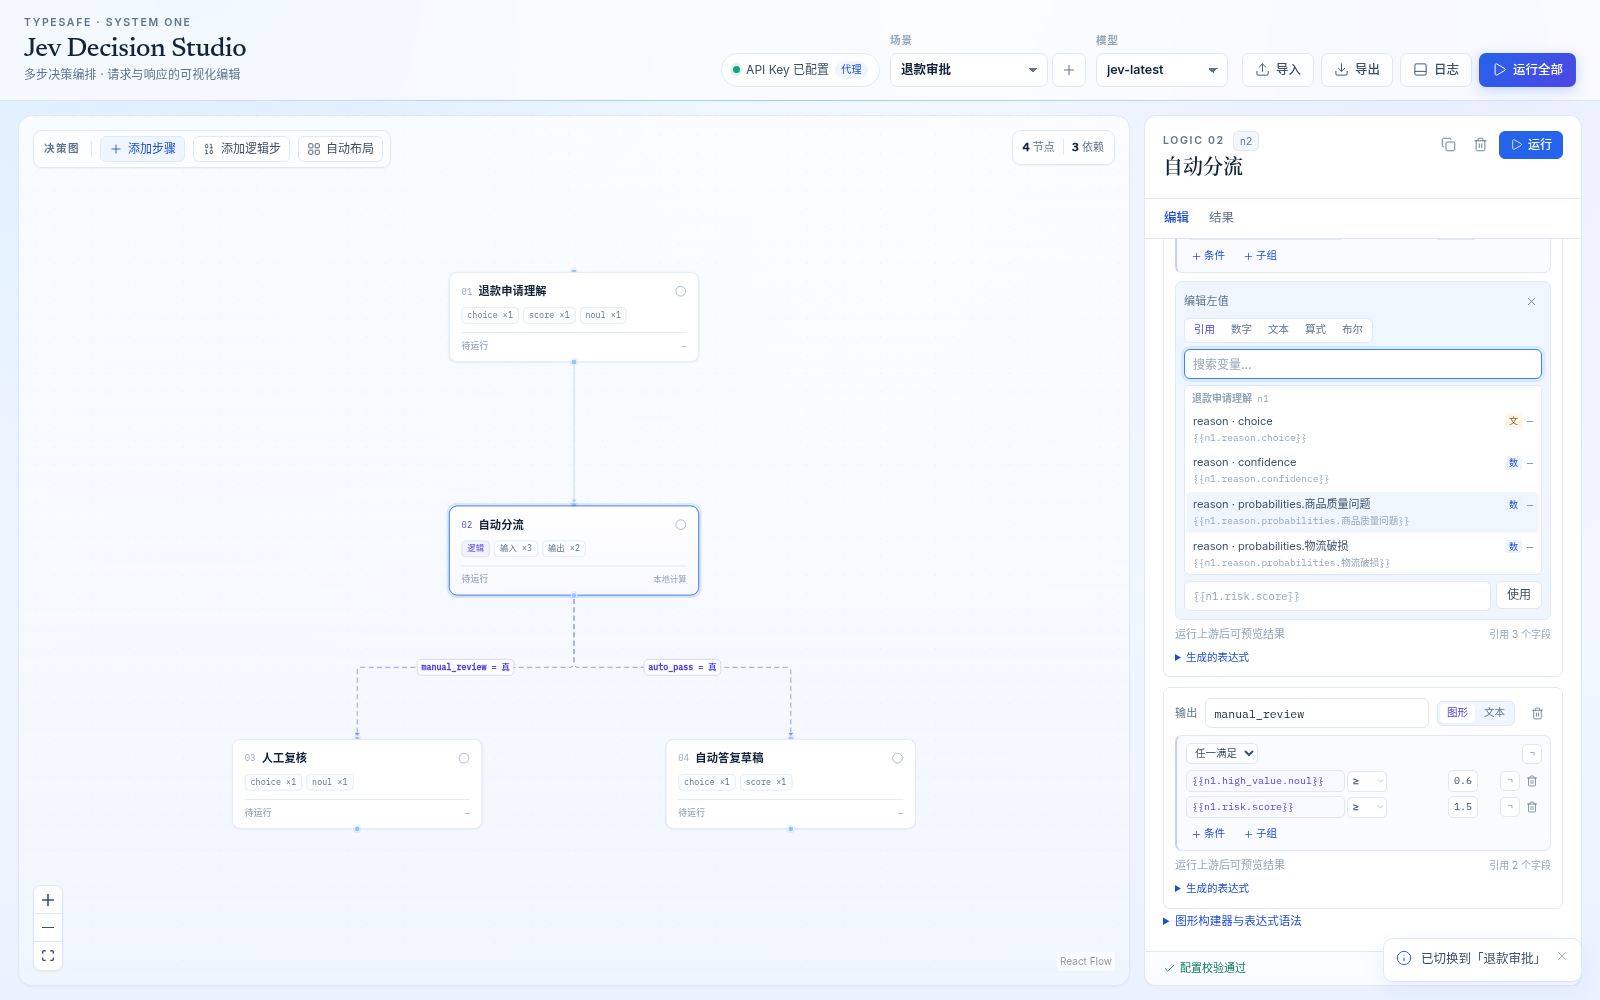 TYPESAFE · SYSTEM ONE
Jev Decision Studio
多步决策编排 · 请求与响应的可视化编辑
API Key 已配置 代理
场景
退款审批
模型
jev-latest
导入
导出
日志
运行全部
决策图
添加步骤
添加逻辑步
自动布局
4 节点
3 依赖
01 退款申请理解
choice ×1 score ×1 noul ×1
待运行 –
02 自动分流
逻辑 输入 ×3 输出 ×2
待运行 本地计算
manual_review = 真
auto_pass = 真
03 人工复核
choice ×1 noul ×1
待运行 –
04 自动答复草稿
choice ×1 score ×1
待运行 –
React Flow
LOGIC 02 n2
自动分流
运行
编辑 结果
+ 条件 + 子组
编辑左值
引用 数字 文本 算式 布尔
搜索变量...
退款申请理解 n1
reason · choice 文 –
{{n1.reason.choice}}
reason · confidence 数 –
{{n1.reason.confidence}}
reason · probabilities.商品质量问题 数 –
{{n1.reason.probabilities.商品质量问题}}
reason · probabilities.物流破损 数 –
{{n1.reason.probabilities.物流破损}}
{{n1.risk.score}} 使用
运行上游后可预览结果 引用 3 个字段
生成的表达式
输出 manual_review 图形 文本
任一满足 ¬
{{n1.high_value.noul}} ≥ 0.6 ¬
{{n1.risk.score}} ≥ 1.5 ¬
+ 条件 + 子组
运行上游后可预览结果 引用 2 个字段
生成的表达式
图形构建器与表达式语法
配置校验通过
已切换到「退款审批」